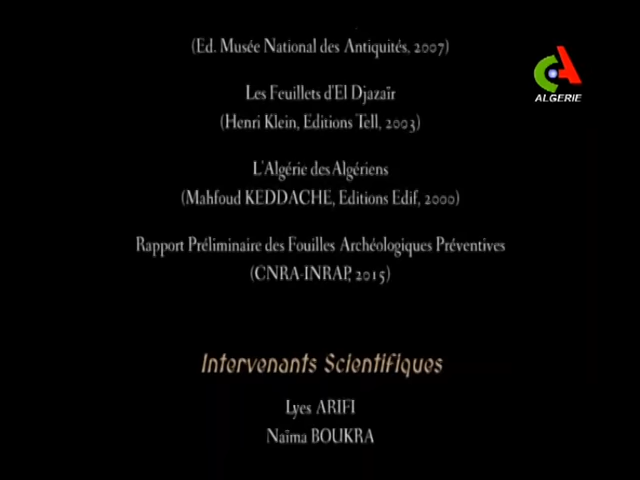 (Ed. Musée National des Antiquités, 2007)
ALGERIE
Les Feuillets d'El Djazaïr
(Henri Klein, Editions Tell, 2003)
L'Algérie des Algériens
(Mahfoud KEDDACHE, Editions Edif, 2000)
Rapport Préliminaire des Fouilles Archéologiques Préventives
(CNRA-INRAP, 2015)
Intervenants Scientifiques
Lyes ARIFI
Naïma BOUKRA